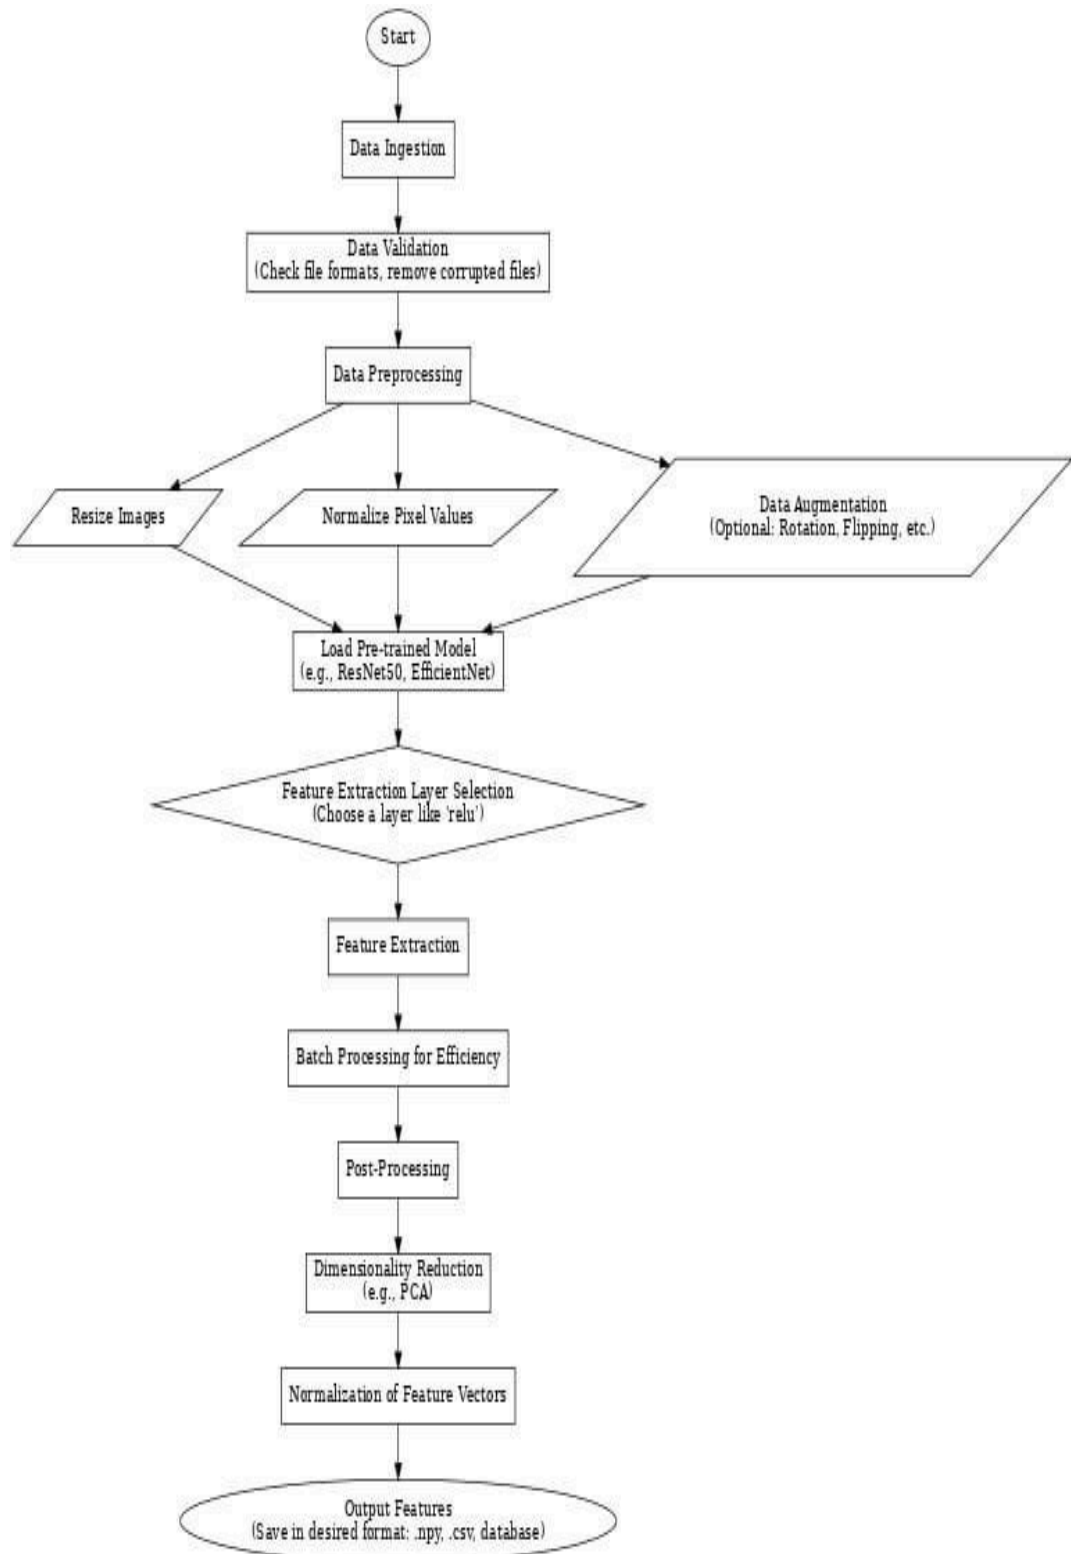 Start
Data Ingestion
Data Validation
(Check file formats, remove corrupted files)
Data Preprocessing
Resize Images
Normalize Pixel Values
Data Augmentation
(Optional: Rotation, Flipping, etc.)
Load Pre-trained Model
(e.g., ResNet50, EfficientNet)
Feature Extraction Layer Selection
(Choose a layer like 'relu')
Feature Extraction
Batch Processing for Efficiency
Post-Processing
Dimensionality Reduction
(e.g., PCA)
Normalization of Feature Vectors
Output Features
(Save in desired format: .npy, .csv, database)